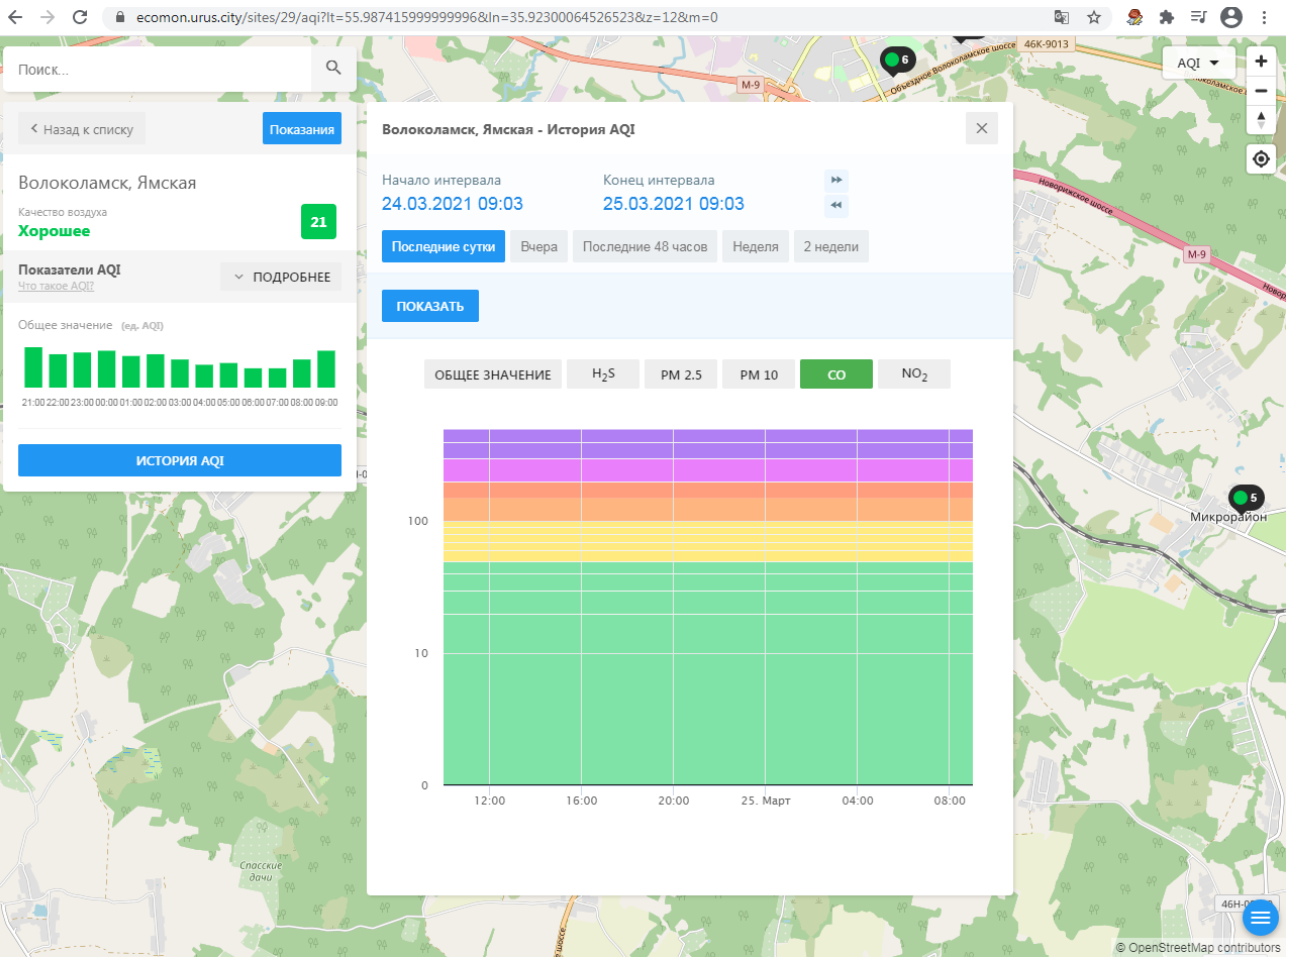 ecomon.urus.city/sites/29/aqi?lt=55.987415999999996&ln=35.92300064526523&z=12&m=0
Поиск...
46К-9013
6
Объездное Волоколамское шоссе
М-9
AQI
Назад к списку
Показания
Волоколамск, Ямская
Качество воздуха
Хорошее
21
Показатели AQI
Что такое AQI?
ПОДРОБНЕЕ
Общее значение (ед. AQI)
21:00 22:00 23:00 00:00 01:00 02:00 03:00 04:00 05:00 06:00 07:00 08:00 09:00
ИСТОРИЯ AQI
Волоколамск, Ямская - История AQI
Начало интервала
24.03.2021 09:03
Конец интервала
25.03.2021 09:03
Последние сутки
Вчера
Последние 48 часов
Неделя
2 недели
ПОКАЗАТЬ
ОБЩЕЕ ЗНАЧЕНИЕ
H2S
PM 2.5
PM 10
CO
NO2
100
10
0
12:00
16:00
20:00
25. Март
04:00
08:00
Новорижское шоссе
М-9
5
Микрорайон
Спасские
дачи
© OpenStreetMap contributors